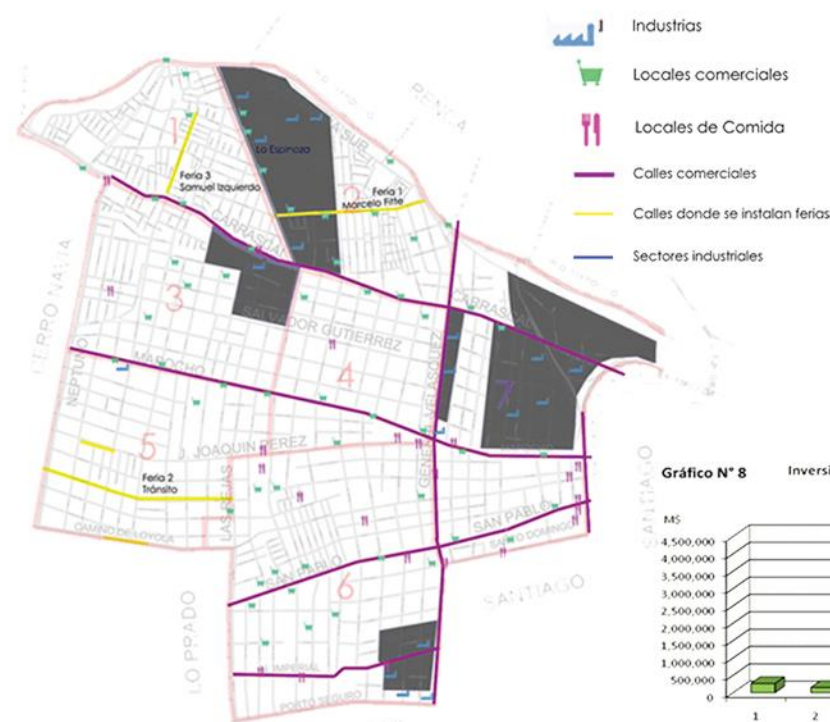 Industrias
Locales comerciales
Locales de Comida
Calles comerciales
Calles donde se instalan ferias
Sectores industriales
RENCA
1
Lo Espinoza
Feria 3
Samuel Izquierdo
2
Feria 1
Marcelo Fitte
CARRASCAL
CERRO NAVIA
3
CARRASCAL
SALVADOR GUTIERREZ
NEPTUNO
4
7
5
J. JOAQUIN PEREZ
Feria 2
Tránsito
LAS REJAS
SAN PABLO
SANTO DOMINGO
CAMINO DE LOYOLA
SAN PABLO
SANTIAGO
SANTIAGO
6
LO PRADO
IMPERIAL
PORTO SEGURO
Gráfico N° 8 Inversi
M$
4,500,000
4,000,000
3,500,000
3,000,000
2,500,000
2,000,000
1,500,000
1,000,000
500,000
0
1 2